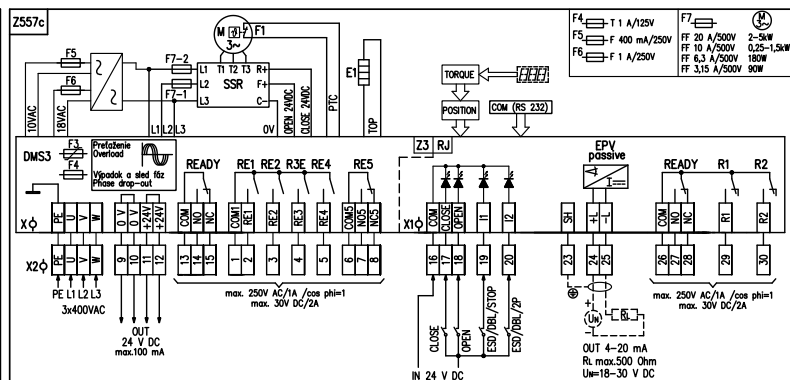 Z557c
F5
F6
F7-2
F7-1
M
3~
F1
L1 T1 T2 T3 R+
L2 SSR F+
L3 C-
E1
TORQUE
POSITION
COM (RS 232)
F4 T 1 A/125V
F5 F 400 mA/250V
F6 F 1 A/250V
F7
M
3~
FF 20 A/500V 2-5kW
FF 10 A/500V 0,25-1,5kW
FF 6,3 A/500V 180W
FF 3,15 A/500V 90W
10VAC
18VAC
L1 L2 L3
0V
OPEN 24VDC
CLOSE 24VDC
PTC
TOP
DMS3
F3
Preťaženie
Overload
F4
Výpadok a sled fáz
Phase drop-out
READY
RE1 RE2 R3E RE4
RE5
Z3 RJ
EPV
passive
READY
R1
R2
X
PE U V W
0 V 0 V +24V +24V
COM NO NC
COM1 RE1 RE2 RE3 RE4
COM5 NO5 NC5
X1
COM CLOSE OPEN I1 I2
SH +L -L
COM NO NC R1 R2
X2
PE U V W
9 10 11 12 13 14 15 1 2 3 4 5 6 7 8 16 17 18 19 20 23 24 25 26 27 28 29 30
PE L1 L2 L3
3x400VAC
OUT
24 V DC
max.100 mA
max. 250V AC/1A /cos phi=1
max. 30V DC/2A
CLOSE
OPEN
ESD/DBL/STOP
ESD/DBL/2P
IN 24 V DC
+
UN
-
RL
OUT 4-20 mA
RL max.500 Ohm
UN=18-30 V DC
max. 250V AC/1A /cos phi=1
max. 30V DC/2A